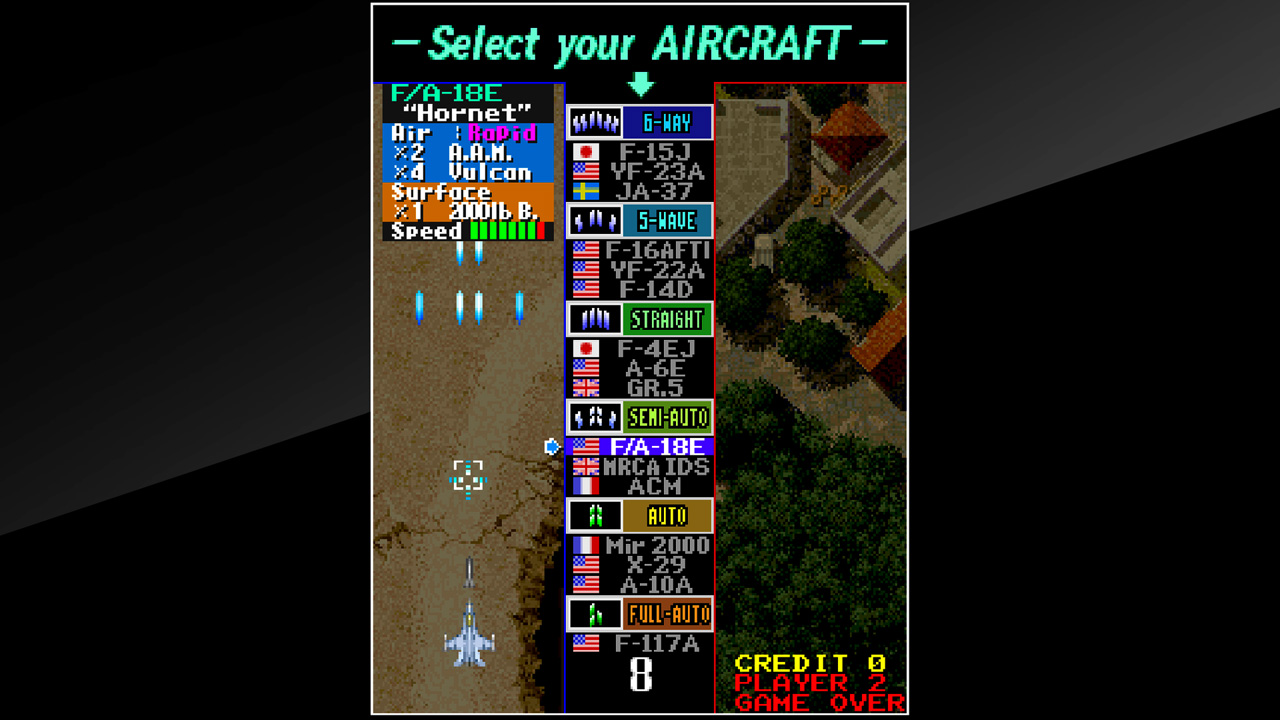 — Select your AIRCRAFT —
F/A-18E
"Hornet"
Air : Rapid
×2 A.A.M.
×4 Vulcan
Surface
×1 2000lb B.
Speed
6-WAY
F-15J
YF-23A
JA-37
5-WAVE
F-16AFTI
YF-22A
F-14D
STRAIGHT
F-4EJ
A-6E
GR.5
SEMI-AUTO
F/A-18E
MRCA IDS
ACM
AUTO
Mir 2000
X-29
A-10A
FULL-AUTO
F-117A
8
CREDIT 0
PLAYER 2
GAME OVER